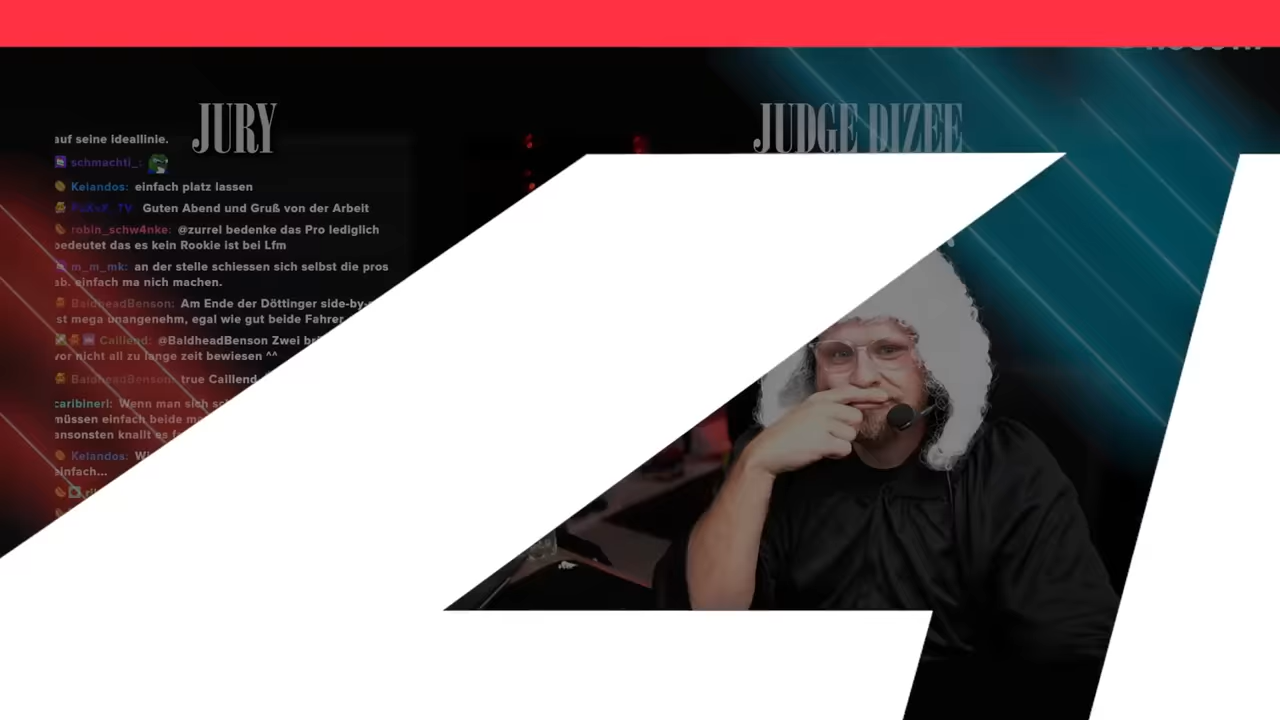 JURY
JUDGE DIZEE
auf seine ideallinie.
schmachti_:
Kelandos: einfach platz lassen
Guten Abend und Gruß von der Arbeit
robin_schw4nke: @zurrel bedenke das Pro lediglich
bedeutet das es kein Rookie ist bei Lfm
m_m_mk: an der stelle schiessen sich selbst die pros
ab. einfach ma nich machen.
BaldheadBenson: Am Ende der Döttinger side-by-
st mega unangenehm, egal wie gut beide Fahrer
Caillend: @BaldheadBenson Zwei
vor nicht all zu lange zeit bewiesen ^^
BaldheadBenson: true Caillend
caribineri: Wenn man sich
müssen einfach beide
ansonsten knallt es
Kelandos:
einfach...